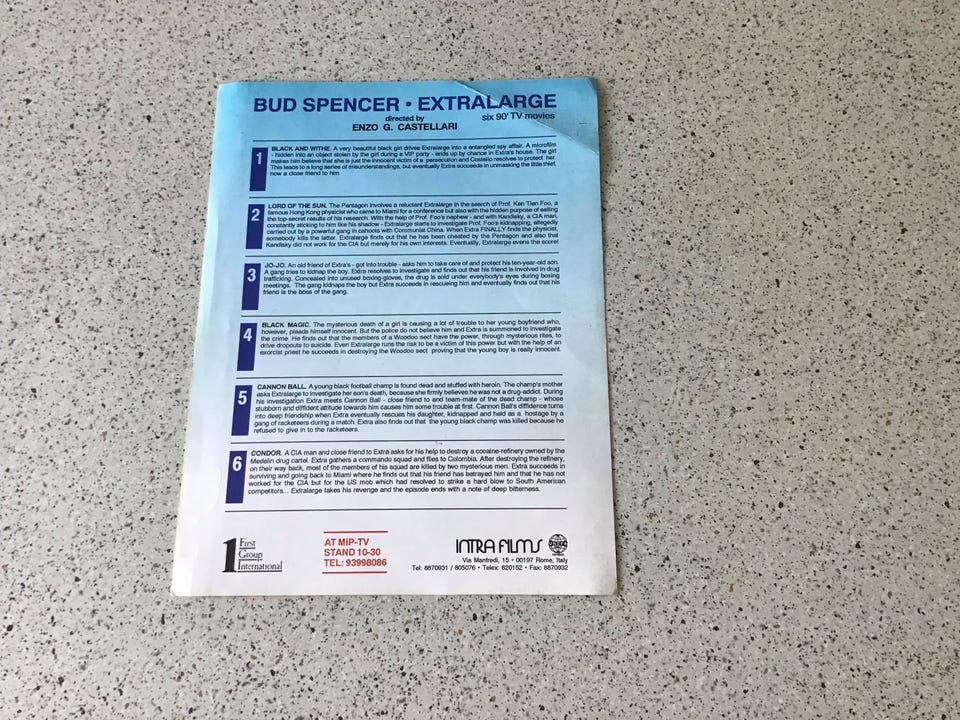 BUD SPENCER • EXTRALARGE
directed by
ENZO G. CASTELLARI
six 90' TV movies
1
BLACK AND WITHE. A very beautiful black girl drives Extralarge into a entangled spy affair. A microfilm
- hidden into an object stolen by the girl during a VIP party - ends up by chance in Extra's house. The girl
makes him believe that she is just the innocent victim of a persecution and Costello resolves to protect her.
This leads to a long series of misunderstandings, but eventually Extra succeeds in unmasking the little thief,
now a close friend to him.
2
LORD OF THE SUN. The Pentagon involves a reluctant Extralarge in the search of Prof. Ken Tien Foo, a
famous Hong Kong physicist who came to Miami for a conference but also with the hidden purpose of selling
the top-secret results of his research. With the help of Prof. Foo's nephew - and with Kandisky, a CIA man,
constantly sticking to him like his shadow - Extralarge starts to investigate Prof. Foo's kidnapping, allegedly
carried out by a powerful gang in cahoots with Communist China. When Extra FINALLY finds the physicist,
somebody kills the latter. Extralarge finds out that he has been cheated by the Pentagon and also that
Kandisky did not work for the CIA but merely for his own interests. Eventually, Extralarge evens the score!
3
JO-JO. An old friend of Extra's - got into trouble - asks him to take care of and protect his ten-year-old son.
A gang tries to kidnap the boy. Extra resolves to investigate and finds out that his friend is involved in drug
trafficking. Concealed into unused boxing-gloves, the drug is sold under everybody's eyes during boxing
meetings. The gang kidnaps the boy but Extra succeeds in rescueing him and eventually finds out that his
friend is the boss of the gang.
4
BLACK MAGIC. The mysterious death of a girl is causing a lot of trouble to her young boyfriend who,
however, pleads himself innocent. But the police do not believe him and Extra is summoned to investigate
the crime. He finds out that the members of a Woodoo sect have the power, through mysterious rites, to
drive dropouts to suicide. Even Extralarge runs the risk to be a victim of this power but with the help of an
exorcist priest he succeeds in destroying the Woodoo sect proving that the young boy is really innocent.
5
CANNON BALL. A young black football champ is found dead and stuffed with heroin. The champ's mother
asks Extralarge to investigate her son's death, because she firmly believes he was not a drug-addict. During
his investigation Extra meets Cannon Ball - close friend to and team-mate of the dead champ - whose
stubborn and diffident attitude towards him causes him some trouble at first. Cannon Ball's diffidence turns
into deep friendship when Extra eventually rescues his daughter, kidnapped and held as a hostage by a
gang of racketeers during a match. Extra also finds out that the young black champ was killed because he
refused to give in to the racketeers.
6
CONDOR. A CIA man and close friend to Extra asks for his help to destroy a cocaine-refinery owned by the
Medelin drug cartel. Extra gathers a commando squad and flies to Colombia. After destroying the refinery,
on their way back, most of the members of his squad are killed by two mysterious men. Extra succeeds in
surviving and going back to Miami where he finds out that his friend has betrayed him and that he has not
worked for the CIA but for the US mob which had resolved to strike a hard blow to South American
competitors... Extralarge takes his revenge and the episode ends with a note of deep bitterness.
1 First
Group
International
AT MIP-TV
STAND 10-30
TEL: 93998086
INTRA FILMS
Via Manfredi, 15 • 00197 Rome, Italy
Tel: 8870931 / 805076 • Telex: 620152 • Fax: 8870932